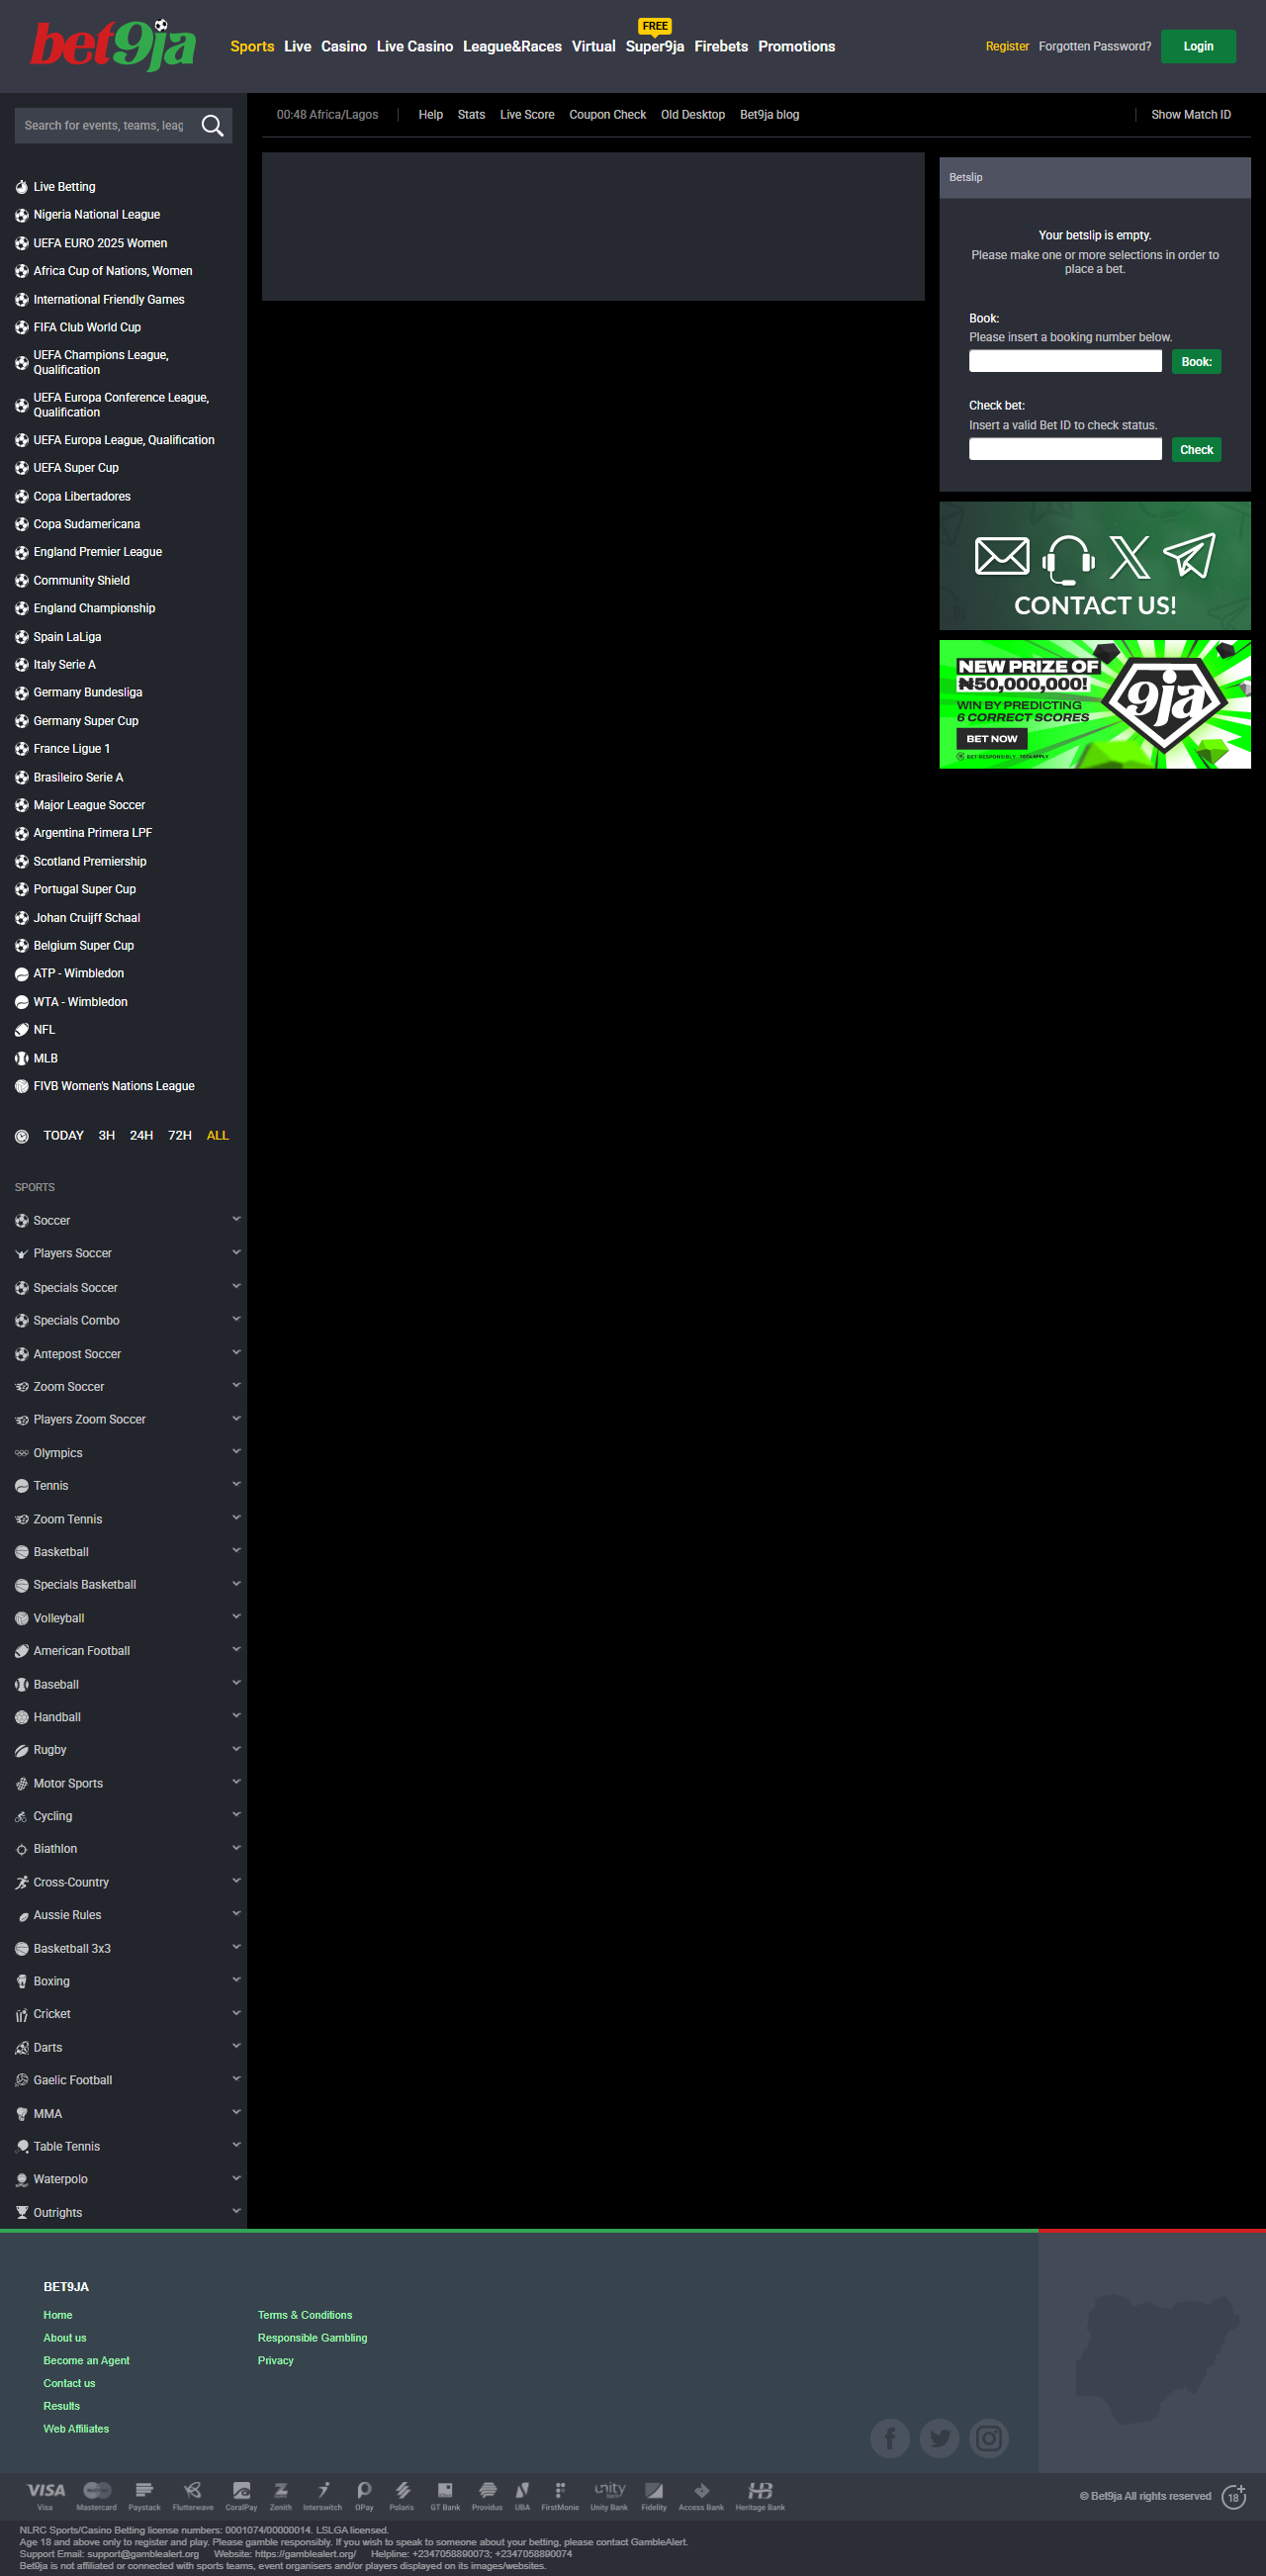 bet9ja
Sports Live Casino Live Casino League&Races Virtual Super9ja Firebets Promotions
FREE
Register Forgotten Password? Login
Search for events, teams, leag
00:48 Africa/Lagos Help Stats Live Score Coupon Check Old Desktop Bet9ja blog Show Match ID
Live Betting
Nigeria National League
UEFA EURO 2025 Women
Africa Cup of Nations, Women
International Friendly Games
FIFA Club World Cup
UEFA Champions League,
Qualification
UEFA Europa Conference League,
Qualification
UEFA Europa League, Qualification
UEFA Super Cup
Copa Libertadores
Copa Sudamericana
England Premier League
Community Shield
England Championship
Spain LaLiga
Italy Serie A
Germany Bundesliga
Germany Super Cup
France Ligue 1
Brasileiro Serie A
Major League Soccer
Argentina Primera LPF
Scotland Premiership
Portugal Super Cup
Johan Cruijff Schaal
Belgium Super Cup
ATP - Wimbledon
WTA - Wimbledon
NFL
MLB
FIVB Women's Nations League
TODAY 3H 24H 72H ALL
SPORTS
Soccer
Players Soccer
Specials Soccer
Specials Combo
Antepost Soccer
Zoom Soccer
Players Zoom Soccer
Olympics
Tennis
Zoom Tennis
Basketball
Specials Basketball
Volleyball
American Football
Baseball
Handball
Rugby
Motor Sports
Cycling
Biathlon
Cross-Country
Aussie Rules
Basketball 3x3
Boxing
Cricket
Darts
Gaelic Football
MMA
Table Tennis
Waterpolo
Outrights
Betslip
Your betslip is empty.
Please make one or more selections in order to
place a bet.
Book:
Please insert a booking number below.
Book:
Check bet:
Insert a valid Bet ID to check status.
Check
CONTACT US!
NEW PRIZE OF
₦50,000,000!
WIN BY PREDICTING
6 CORRECT SCORES
BET NOW
BET RESPONSIBLY
9ja
BET9JA
Home
About us
Become an Agent
Contact us
Results
Web Affiliates
Terms & Conditions
Responsible Gambling
Privacy
VISA unity HB
Visa Mastercard Paystack Flutterwave CoralPay Zenith Interswitch OPay Polaris GT Bank Providus UBA FirstMonie Unity Bank Fidelity Access Bank Heritage Bank
© Bet9ja All rights reserved 18+
NLRC Sports/Casino Betting license numbers: 0001074/00000014. LSLGA licensed.
Age 18 and above only to register and play. Please gamble responsibly. If you wish to speak to someone about your betting, please contact GambleAlert.
Support Email: support@gamblealert.org Website: https://gamblealert.org/ Helpline: +2347058890073; +2347058890074
Bet9ja is not affiliated or connected with sports teams, event organisers and/or players displayed on its images/websites.